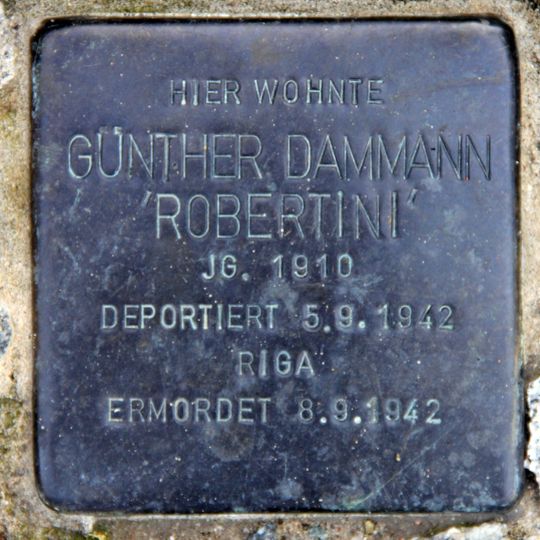 HIER WOHNTE
GÜNTHER DAMMANN
'ROBERTINI'
JG. 1910
DEPORTIERT 5.9.1942
RIGA
ERMORDET 8.9.1942